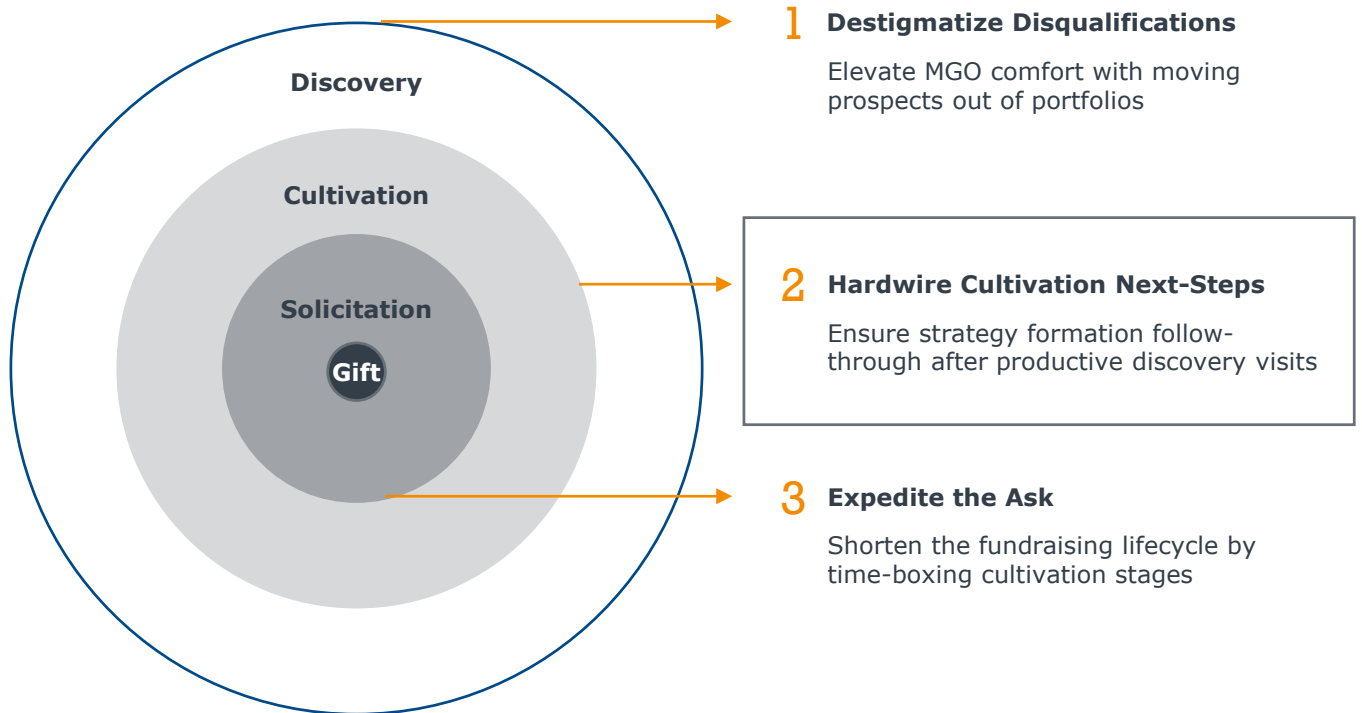 Discovery
Cultivation
Solicitation
Gift
1 Destigmatize Disqualifications
Elevate MGO comfort with moving
prospects out of portfolios
2 Hardwire Cultivation Next-Steps
Ensure strategy formation follow-
through after productive discovery visits
3 Expedite the Ask
Shorten the fundraising lifecycle by
time-boxing cultivation stages